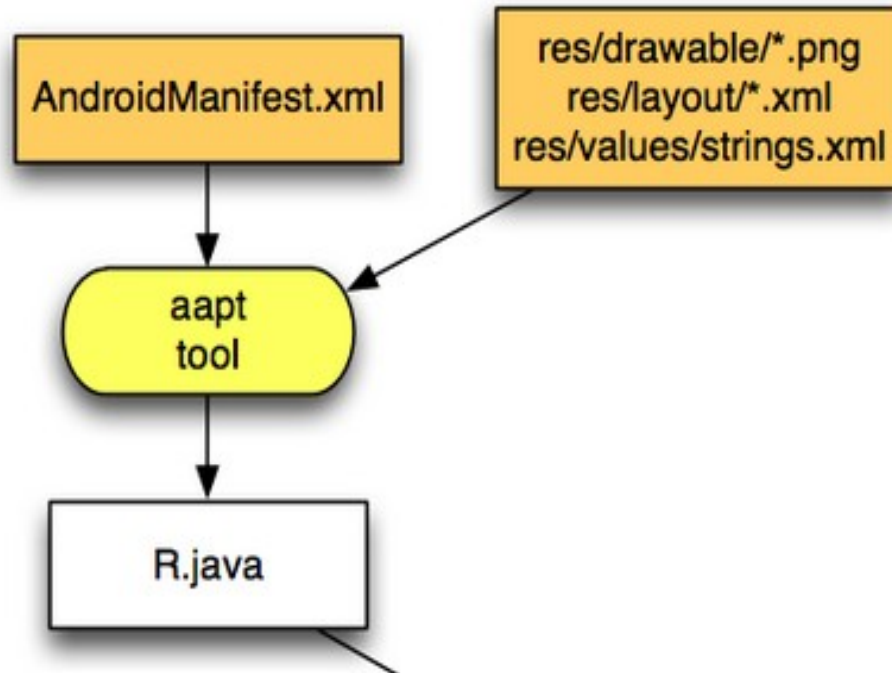 AndroidManifest.xml
res/drawable/*.png
res/layout/*.xml
res/values/strings.xml
aapt
tool
R.java